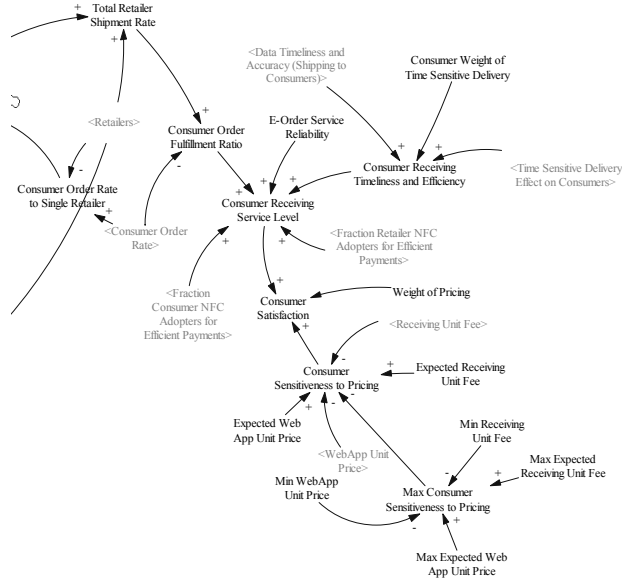 Total Retailer
Shipment Rate
<Data Timeliness and
Accuracy (Shipping to
Consumers)>
Consumer Weight of
Time Sensitive Delivery
<Retailers>
Consumer Order
Fulfillment Ratio
E-Order Service
Reliability
Consumer Receiving
Timeliness and Efficiency
<Time Sensitive Delivery
Effect on Consumers>
Consumer Order Rate
to Single Retailer
Consumer Receiving
Service Level
<Consumer Order
Rate>
<Fraction Retailer NFC
Adopters for Efficient
Payments>
<Fraction
Consumer NFC
Adopters for
Efficient Payments>
Consumer
Satisfaction
Weight of Pricing
<Receiving Unit Fee>
Consumer
Sensitiveness to Pricing
Expected Receiving
Unit Fee
Expected Web
App Unit Price
<WebApp Unit
Price>
Min Receiving
Unit Fee
Max Expected
Receiving Unit Fee
Min WebApp
Unit Price
Max Consumer
Sensitiveness to Pricing
Max Expected Web
App Unit Price